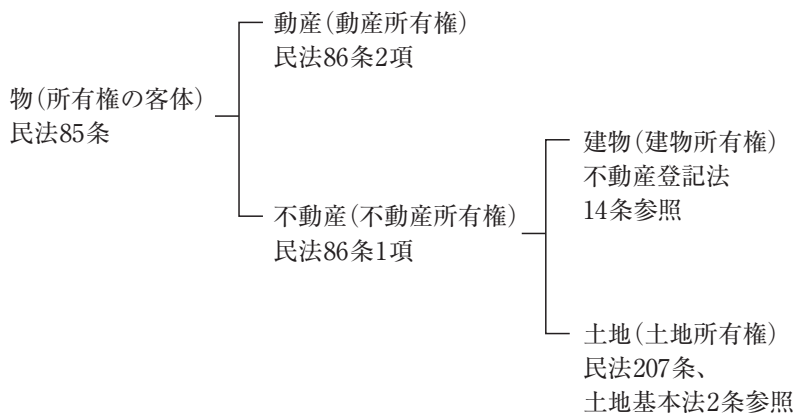 物(所有権の客体)
民法85条
動産(動産所有権)
民法86条2項
不動産(不動産所有権)
民法86条1項
建物(建物所有権)
不動産登記法
14条参照
土地(土地所有権)
民法207条、
土地基本法2条参照